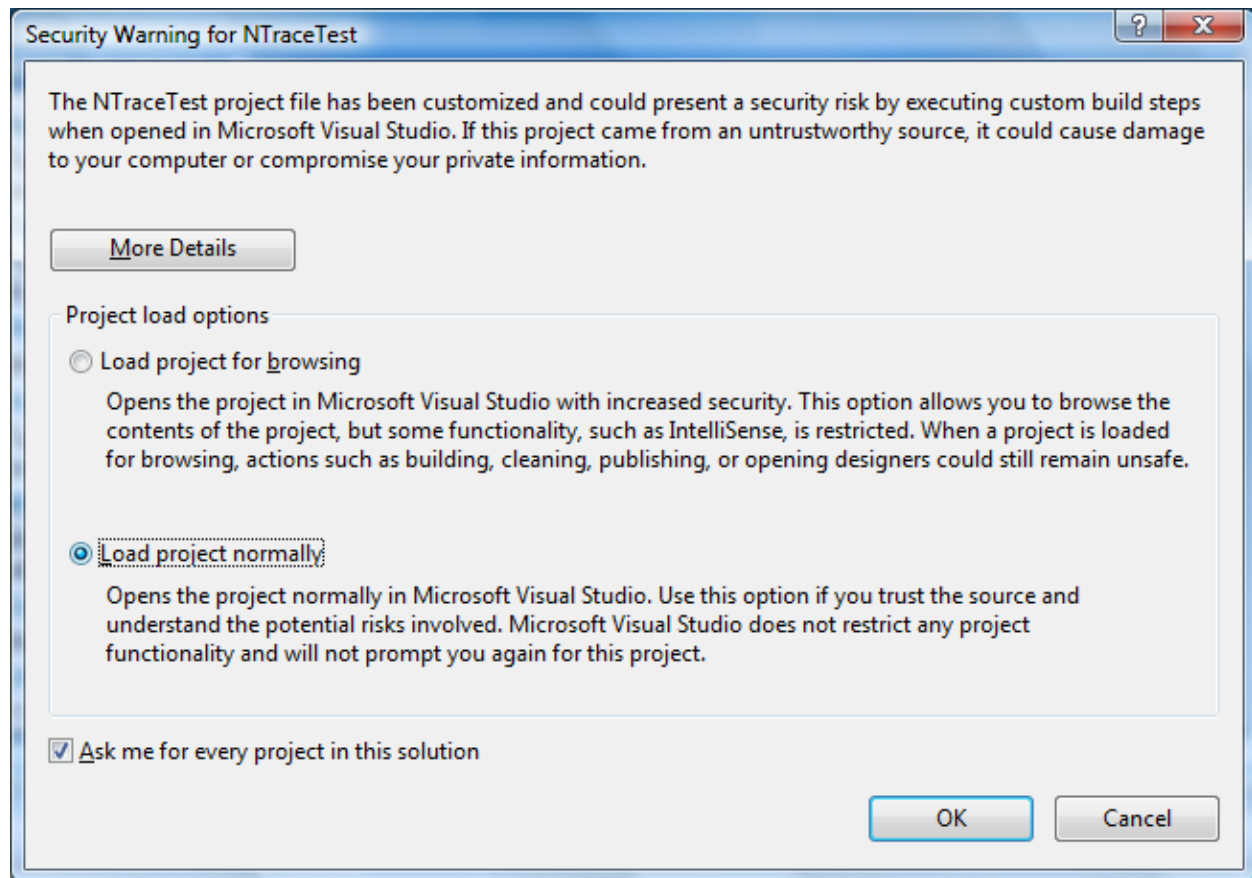 Security Warning for NTraceTest
The NTraceTest project file has been customized and could present a security risk by executing custom build steps
when opened in Microsoft Visual Studio. If this project came from an untrustworthy source, it could cause damage
to your computer or compromise your private information.
More Details
Project load options
Load project for browsing
Opens the project in Microsoft Visual Studio with increased security. This option allows you to browse the
contents of the project, but some functionality, such as IntelliSense, is restricted. When a project is loaded
for browsing, actions such as building, cleaning, publishing, or opening designers could still remain unsafe.
Load project normally
Opens the project normally in Microsoft Visual Studio. Use this option if you trust the source and
understand the potential risks involved. Microsoft Visual Studio does not restrict any project
functionality and will not prompt you again for this project.
Ask me for every project in this solution
OK Cancel